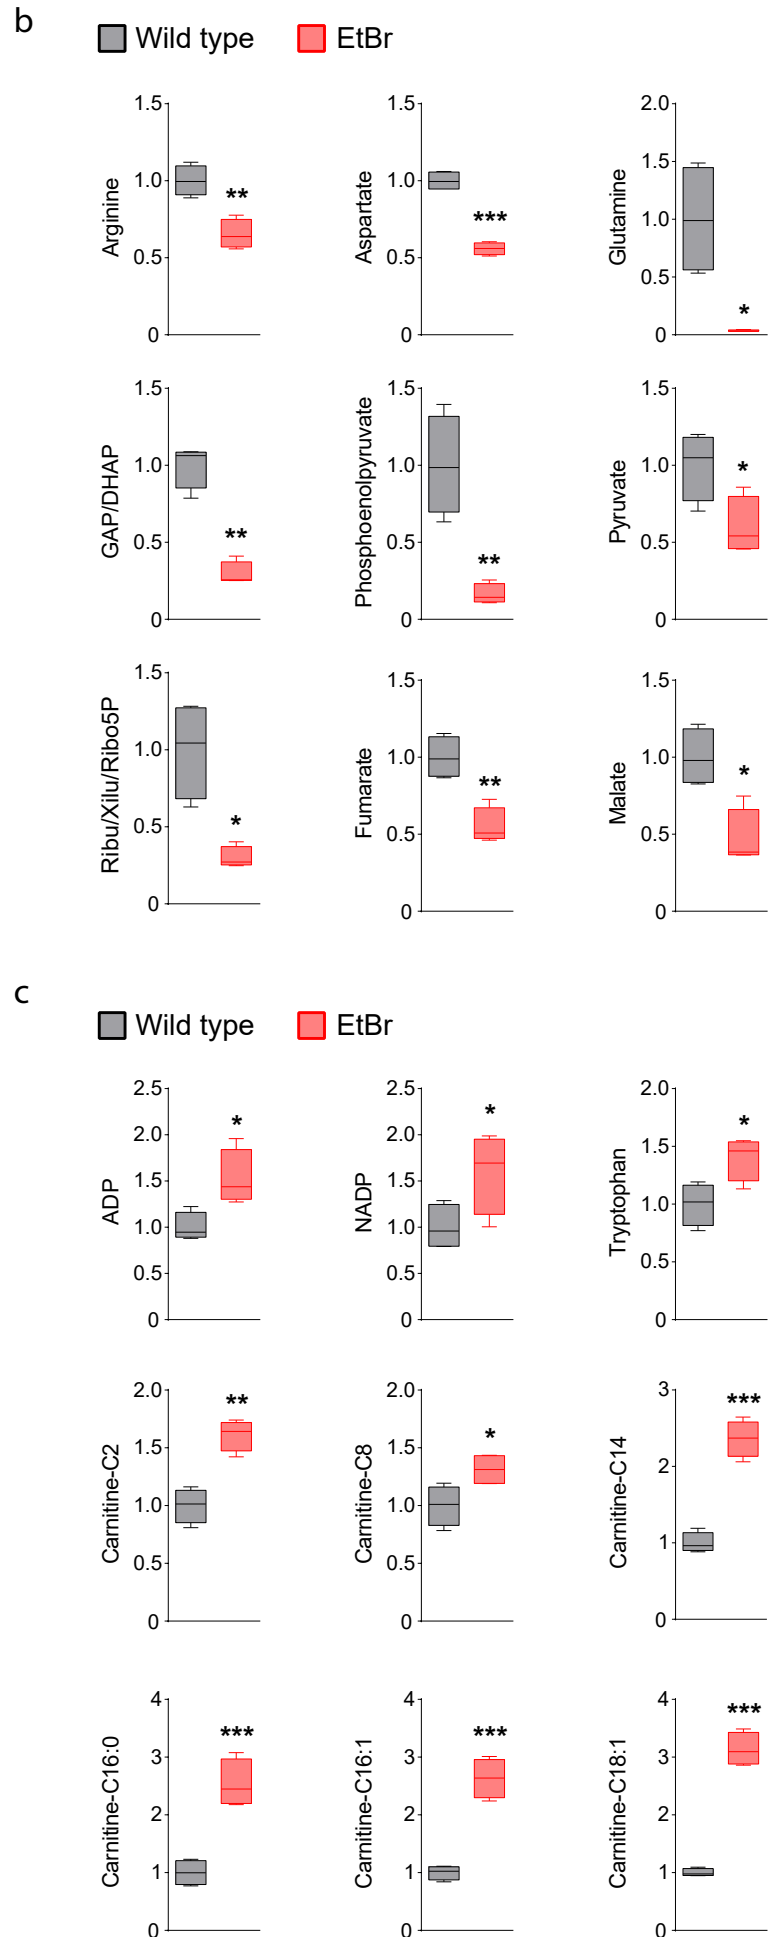 b
Wild type EtBr
1.5 1.5 2.0
1.0 1.0 1.5
0.5 0.5 1.0
0 0 0.5
0
Arginine Aspartate Glutamine
** *** *
1.5 1.5 1.5
1.0 1.0 1.0
0.5 0.5 0.5
0 0 0
GAP/DHAP Phosphoenolpyruvate Pyruvate
** ** *
1.5 1.5 1.5
1.0 1.0 1.0
0.5 0.5 0.5
0 0 0
Ribu/Xilu/Ribo5P Fumarate Malate
* ** *
c
Wild type EtBr
2.5 2.5 2.0
2.0 2.0 1.5
1.5 1.5 1.0
1.0 1.0 0.5
0.5 0.5 0
0 0
ADP NADP Tryptophan
* * *
2.0 2.0 3
1.5 1.5 2
1.0 1.0 1
0.5 0.5 0
0 0
Carnitine-C2 Carnitine-C8 Carnitine-C14
** * ***
4 4 4
3 3 3
2 2 2
1 1 1
0 0 0
Carnitine-C16:0 Carnitine-C16:1 Carnitine-C18:1
*** *** ***